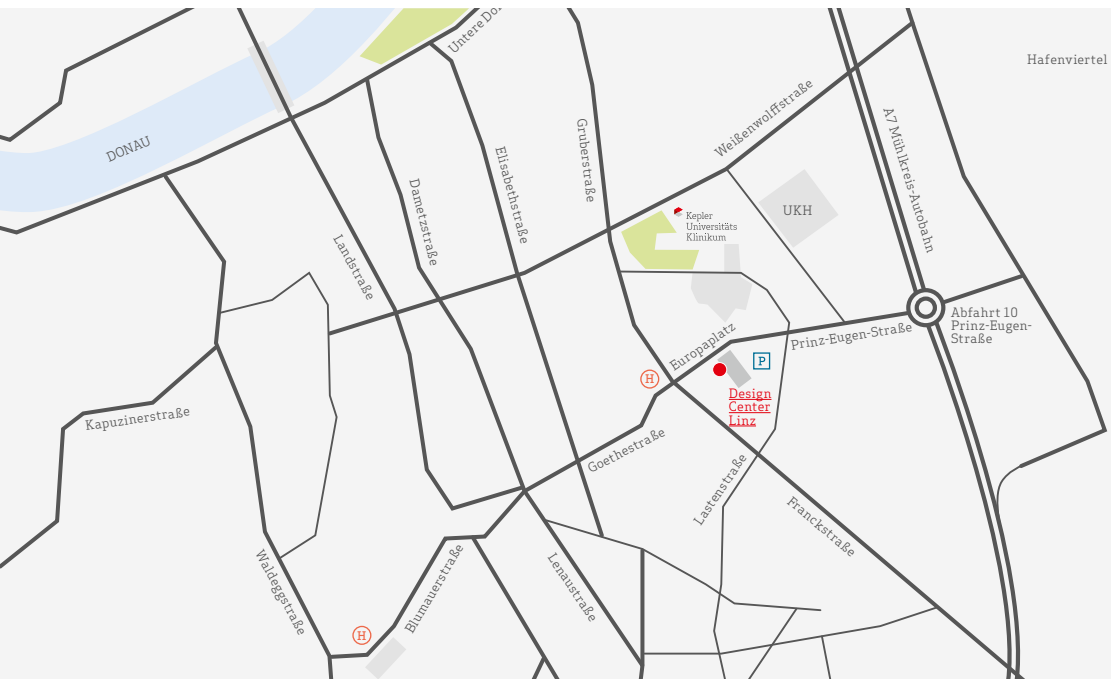 Untere Do
Hafenviertel
DONAU
Weißenwolffstraße
A7 Mühlkreis-Autobahn
Gruberstraße
Elisabethstraße
Dametzstraße
Landstraße
UKH
Kepler
Universitäts
Klinikum
Abfahrt 10
Prinz-Eugen-
Straße
Prinz-Eugen-Straße
Europaplatz
P
H
Design
Center
Linz
Kapuzinerstraße
Goethestraße
Lastenstraße
Franckstraße
Waldeggstraße
Blumauerstraße
Lenaustraße
H